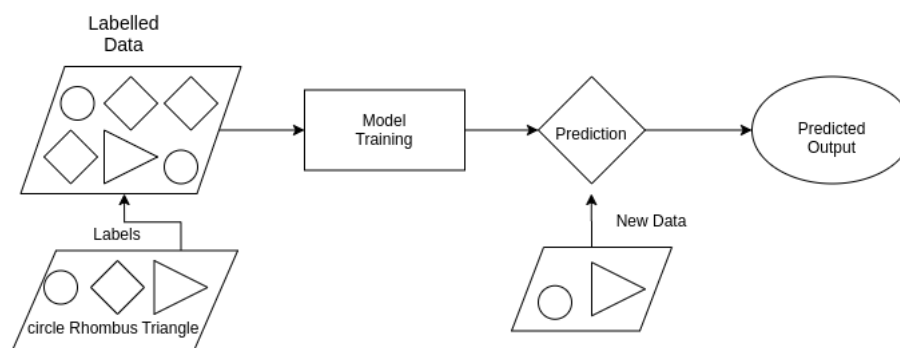 Labelled
Data
Model
Training
Prediction
Predicted
Output
Labels
New Data
circle Rhombus Triangle